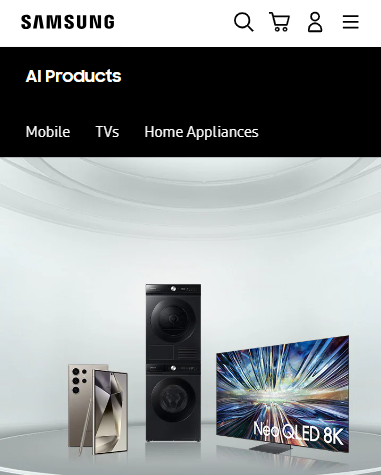 SAMSUNG
AI Products
Mobile TVs Home Appliances
Neo QLED 8K